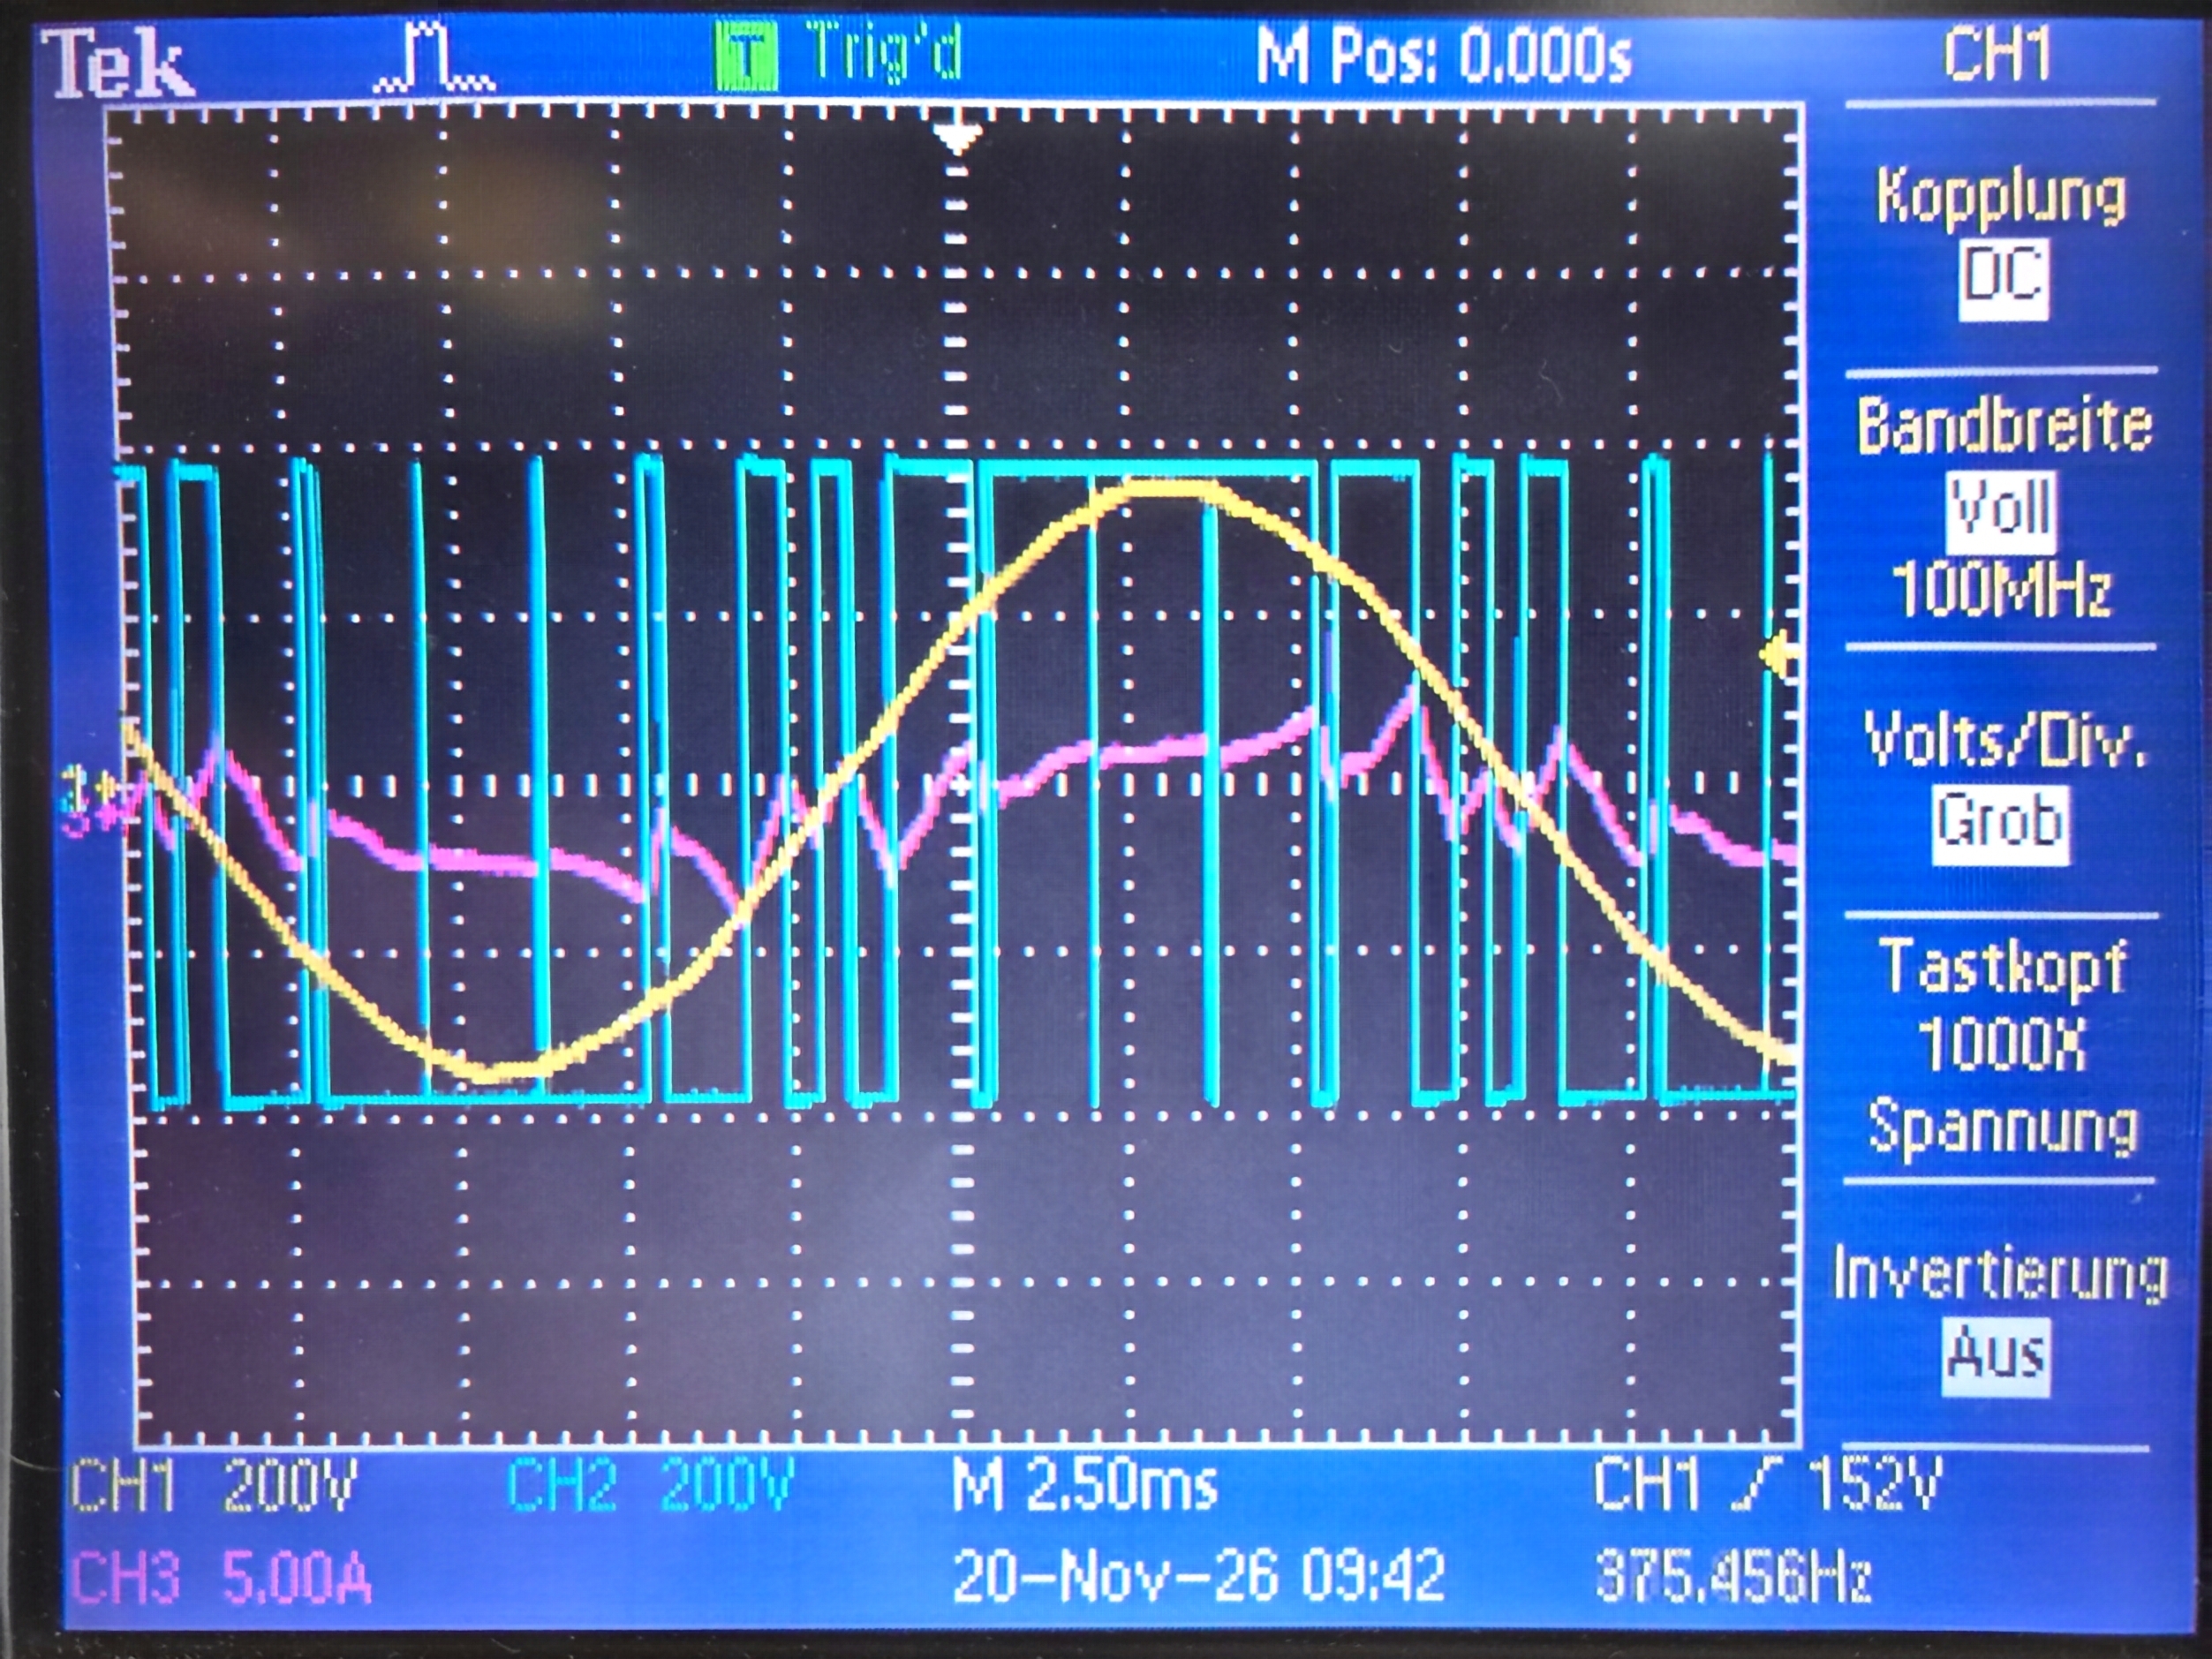 Tek T Trig'd M Pos: 0.000s CH1
Kopplung
DC
Bandbreite
Voll
100MHz
Volts/Div.
Grob
Tastkopf
1000X
Spannung
Invertierung
Aus
CH1 200V CH2 200V M 2.50ms CH1 152V
CH3 5.00A 20-Nov-26 09:42 375.456Hz